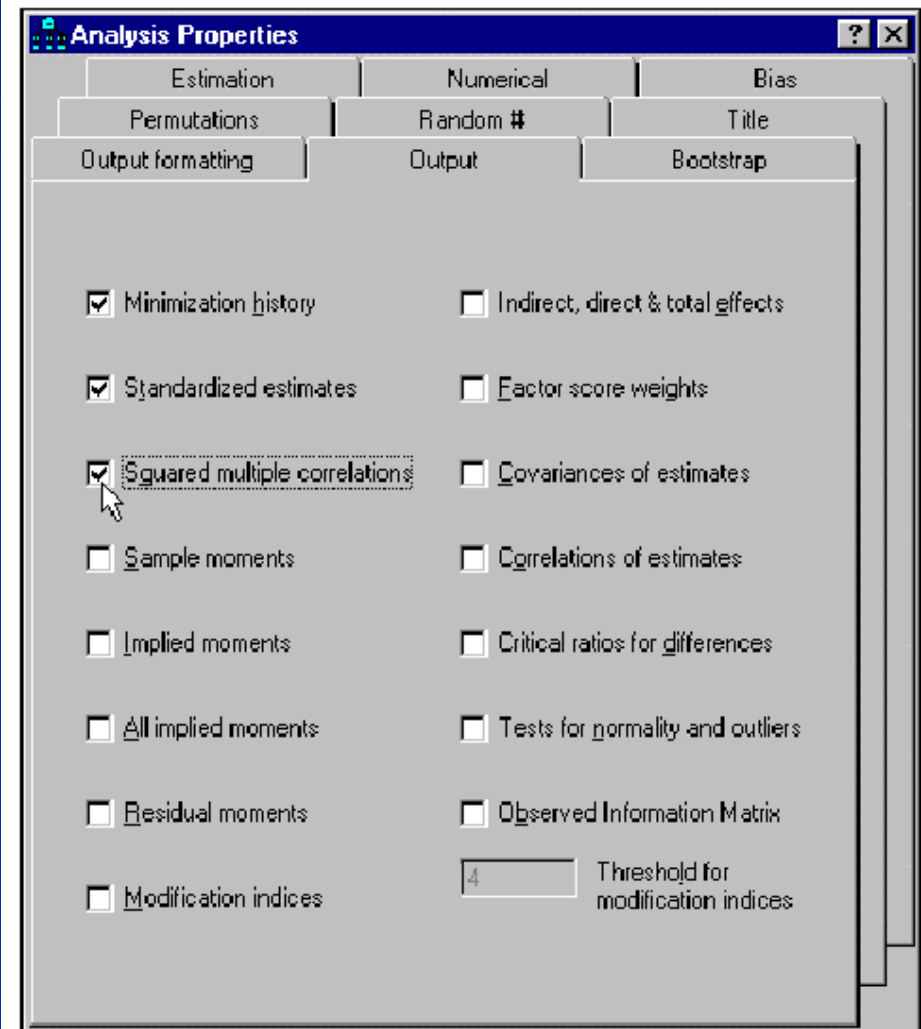 Analysis Properties
Estimation Numerical Bias
Permutations Random # Title
Output formatting Output Bootstrap
Minimization history
Indirect, direct & total effects
Standardized estimates
Factor score weights
Squared multiple correlations
Covariances of estimates
Sample moments
Correlations of estimates
Implied moments
Critical ratios for differences
All implied moments
Tests for normality and outliers
Residual moments
Observed Information Matrix
Modification indices
4
Threshold for
modification indices